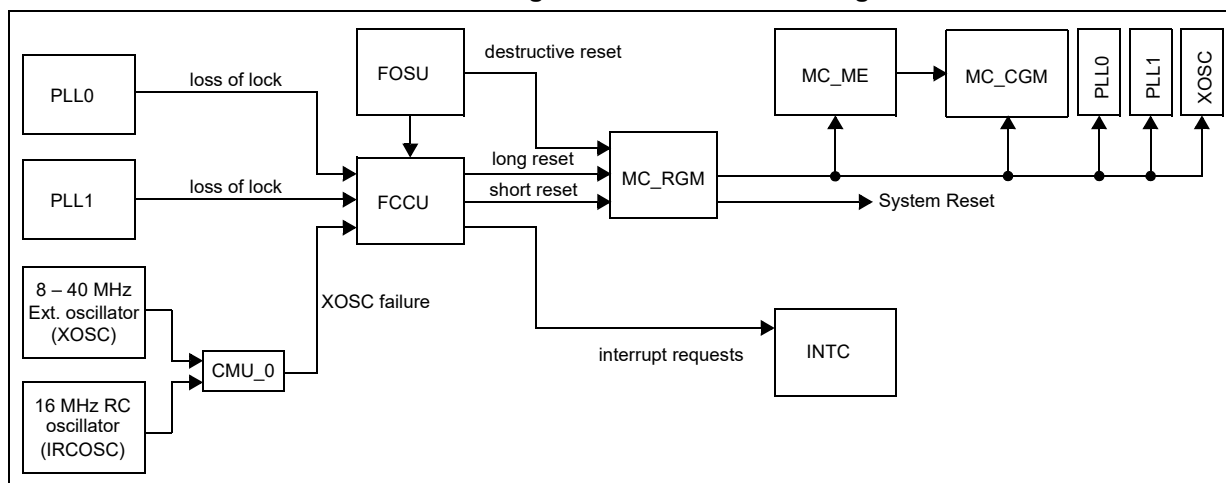 PLL0
loss of lock
FOSU
destructive reset
MC_ME
MC_CGM
PLL0
PLL1
XOSC
PLL1
loss of lock
FCCU
long reset
short reset
MC_RGM
System Reset
8 – 40 MHz
Ext. oscillator
(XOSC)
XOSC failure
CMU_0
16 MHz RC
oscillator
(IRCOSC)
interrupt requests
INTC